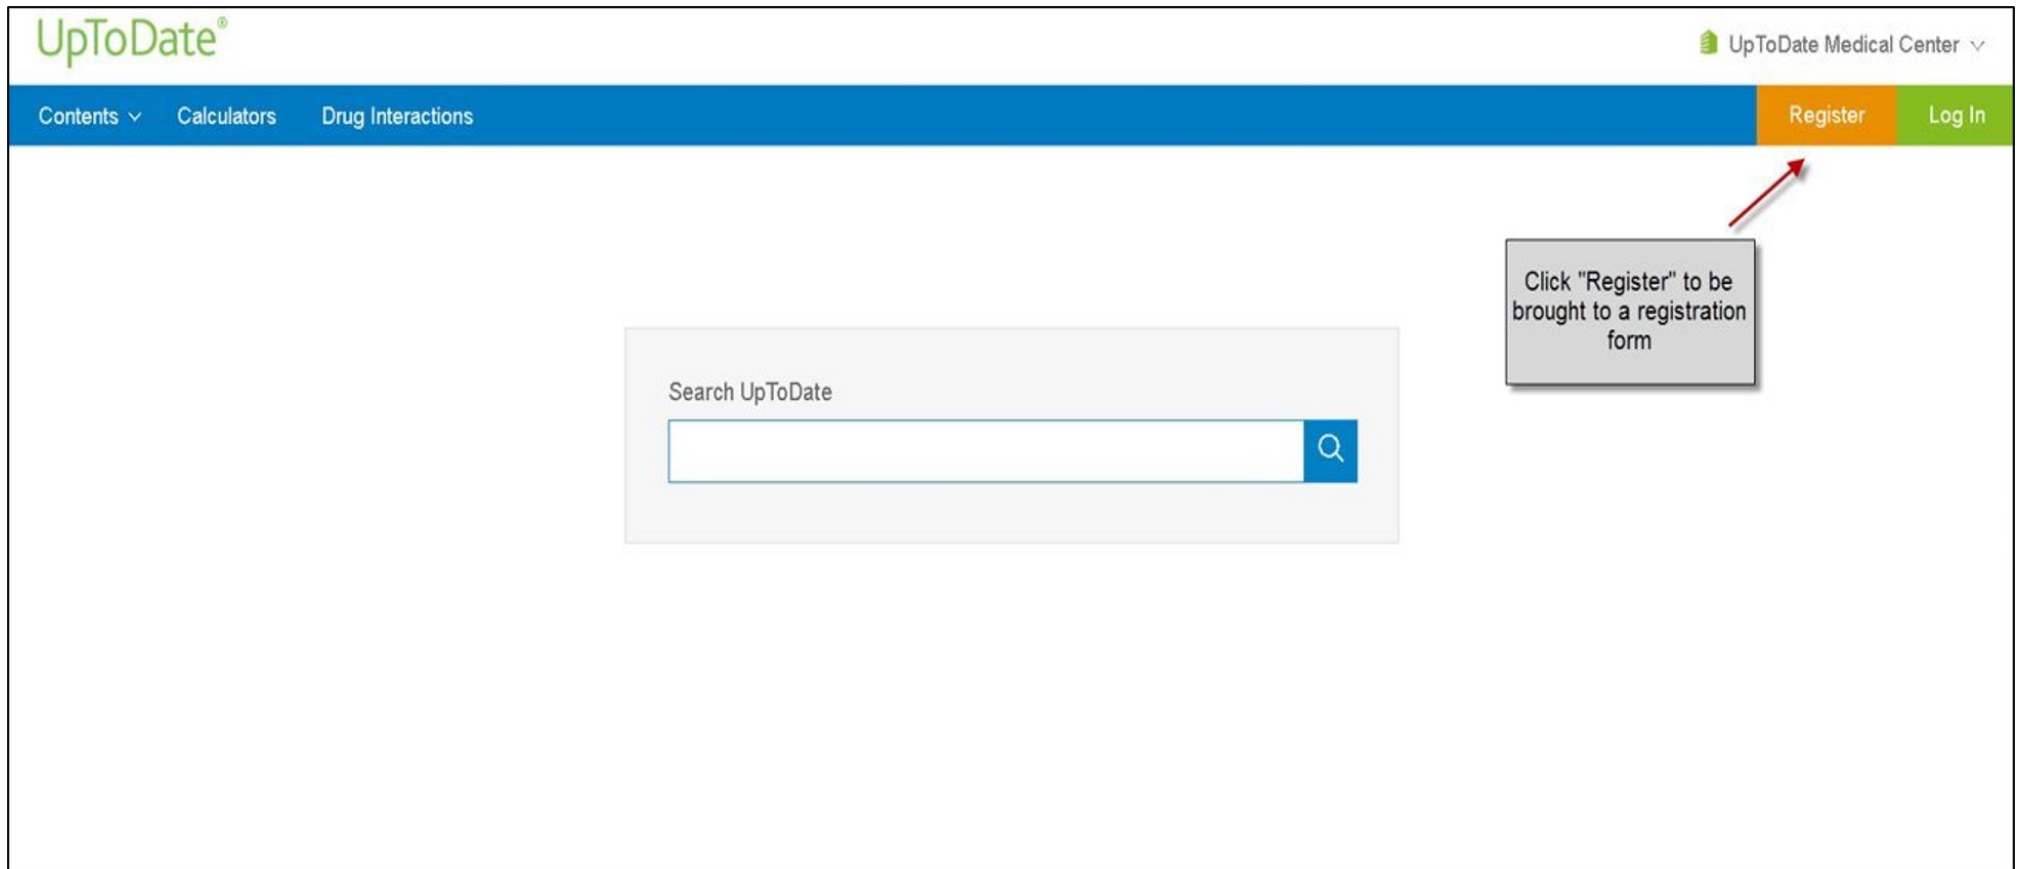 UpToDate®
UpToDate Medical Center
Contents
Calculators
Drug Interactions
Register
Log In
Click "Register" to be
brought to a registration
form
Search UpToDate